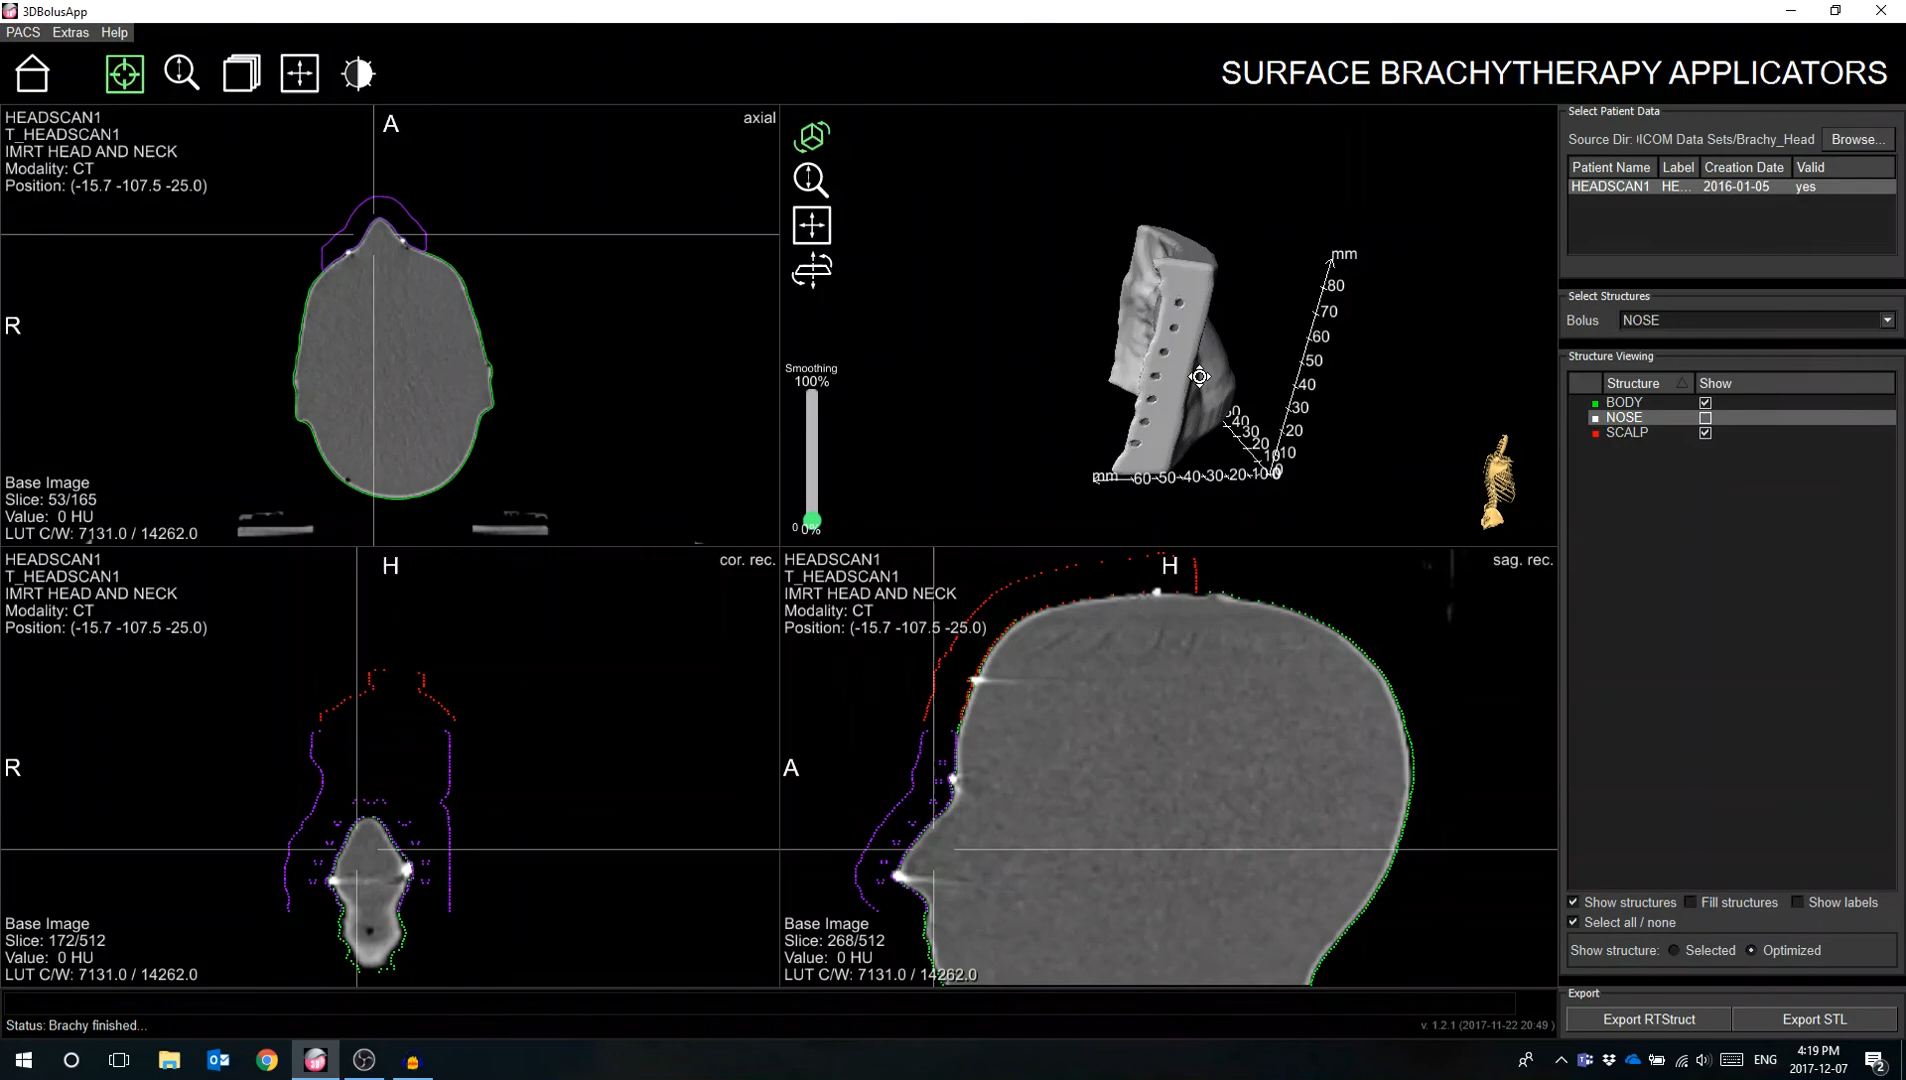 3DBolusApp
PACS Extras Help
SURFACE BRACHYTHERAPY APPLICATORS
HEADSCAN1
T_HEADSCAN1
IMRT HEAD AND NECK
Modality: CT
Position: (-15.7 -107.5 -25.0)
A
axial
R
Base Image
Slice: 53/165
Value: 0 HU
LUT C/W: 7131.0 / 14262.0
Smoothing
100%
0 0%
mm
80
70
60
50
40
30
20
10
0
50
40
30
20
10
mm 60 50 40 30 20 10 0
HEADSCAN1
T_HEADSCAN1
IMRT HEAD AND NECK
Modality: CT
Position: (-15.7 -107.5 -25.0)
H
cor. rec.
R
Base Image
Slice: 172/512
Value: 0 HU
LUT C/W: 7131.0 / 14262.0
HEADSCAN1
T_HEADSCAN1
IMRT HEAD AND NECK
Modality: CT
Position: (-15.7 -107.5 -25.0)
H
sag. rec.
A
Base Image
Slice: 268/512
Value: 0 HU
LUT C/W: 7131.0 / 14262.0
Select Patient Data
Source Dir: ICOM Data Sets/Brachy_Head Browse...
Patient Name Label Creation Date Valid
HEADSCAN1 HE... 2016-01-05 yes
Select Structures
Bolus NOSE
Structure Viewing
Structure Show
BODY
NOSE
SCALP
Show structures Fill structures Show labels
Select all / none
Show structure: Selected Optimized
Export
Export RTStruct Export STL
Status: Brachy finished...
v. 1.2.1 (2017-11-22 20:49 )
ENG
4:19 PM
2017-12-07
2